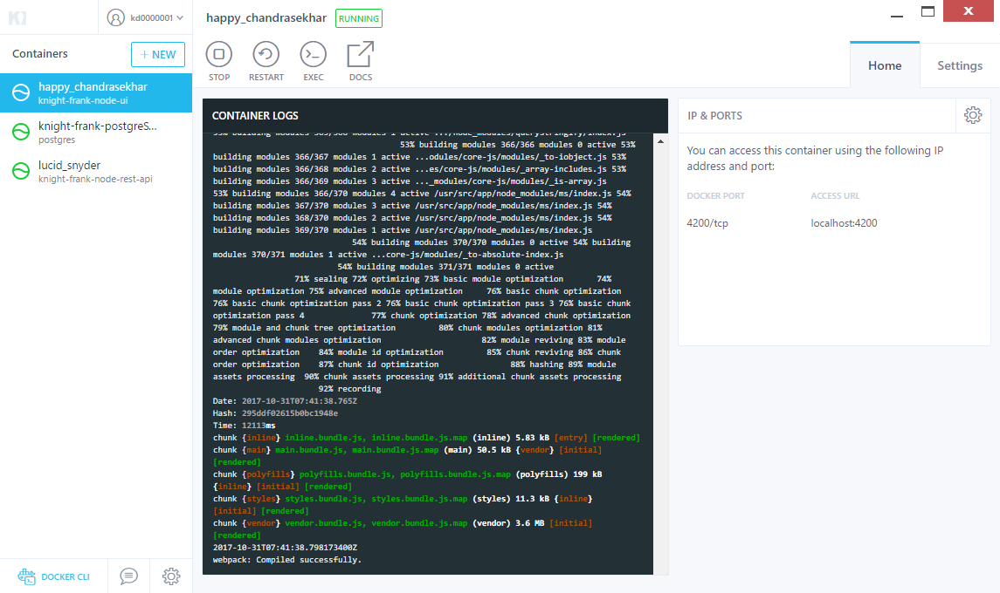 kd0000001
happy_chandrasekhar RUNNING
Containers
+ NEW
STOP RESTART EXEC DOCS
Home Settings
happy_chandrasekhar
knight-frank-node-ui
knight-frank-postgreS...
postgres
lucid_snyder
knight-frank-node-rest-api
CONTAINER LOGS
53% building modules 366/366 modules 0 active 53%
building modules 366/367 modules 1 active ...odules/core-js/modules/_to-iobject.js 53%
building modules 366/368 modules 2 active ...es/core-js/modules/_array-includes.js 53%
building modules 366/369 modules 3 active ..._modules/core-js/modules/_is-array.js
53% building modules 366/370 modules 4 active /usr/src/app/node_modules/ms/index.js 54%
building modules 367/370 modules 3 active /usr/src/app/node_modules/ms/index.js 54%
building modules 368/370 modules 2 active /usr/src/app/node_modules/ms/index.js 54%
building modules 369/370 modules 1 active /usr/src/app/node_modules/ms/index.js
54% building modules 370/370 modules 0 active 54% building
modules 370/371 modules 1 active ...core-js/modules/_to-absolute-index.js
54% building modules 371/371 modules 0 active
71% sealing 72% optimizing 73% basic module optimization 74%
module optimization 75% advanced module optimization 76% basic chunk optimization
76% basic chunk optimization pass 2 76% basic chunk optimization pass 3 76% basic chunk
optimization pass 4 77% chunk optimization 78% advanced chunk optimization
79% module and chunk tree optimization 80% chunk modules optimization 81%
advanced chunk modules optimization 82% module reviving 83% module
order optimization 84% module id optimization 85% chunk reviving 86% chunk
order optimization 87% chunk id optimization 88% hashing 89% module
assets processing 90% chunk assets processing 91% additional chunk assets processing
92% recording
Date: 2017-10-31T07:41:38.765Z
Hash: 295ddf02615b0bc1948e
Time: 12113ms
chunk {inline} inline.bundle.js, inline.bundle.js.map (inline) 5.83 kB [entry] [rendered]
chunk {main} main.bundle.js, main.bundle.js.map (main) 50.5 kB {vendor} [initial]
[rendered]
chunk {polyfills} polyfills.bundle.js, polyfills.bundle.js.map (polyfills) 199 kB
{inline} [initial] [rendered]
chunk {styles} styles.bundle.js, styles.bundle.js.map (styles) 11.3 kB {inline}
[initial] [rendered]
chunk {vendor} vendor.bundle.js, vendor.bundle.js.map (vendor) 3.6 MB [initial]
[rendered]
2017-10-31T07:41:38.798173400Z
webpack: Compiled successfully.
IP & PORTS
You can access this container using the following IP
address and port:
DOCKER PORT ACCESS URL
4200/tcp localhost:4200
DOCKER CLI